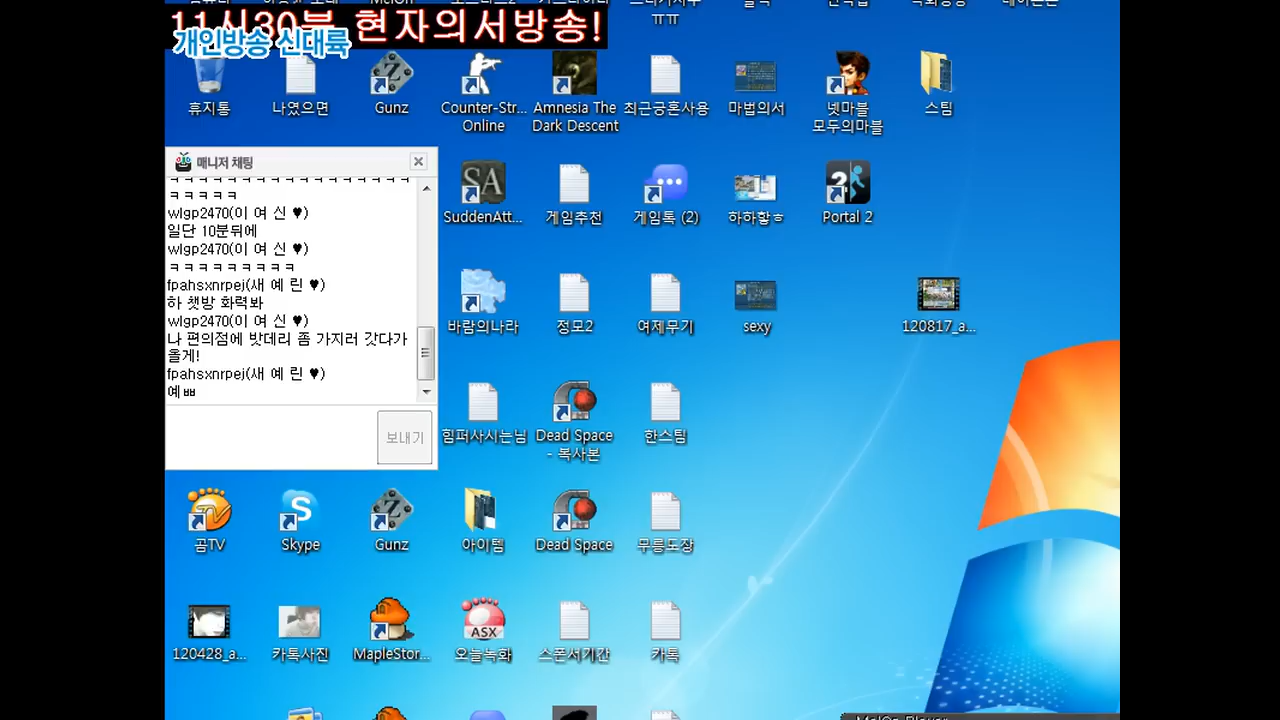 11시30분 현자의서방송!
개인방송 신대륙
ㅠㅠ
휴지통
나였으면
Gunz
Counter-Str...
Online
Amnesia The
Dark Descent
최근궁혼사용
마법의서
넷마블
모두의마블
스팀
매니저 채팅
ㅋㅋㅋㅋㅋ
wlgp2470(이 여 신 ♥)
일단 10분뒤에
wlgp2470(이 여 신 ♥)
ㅋㅋㅋㅋㅋㅋㅋㅋㅋ
fpahsxnrpej(새 예 린 ♥)
하 챗방 화력봐
wlgp2470(이 여 신 ♥)
나 편의점에 밧데리 좀 가지러 갓다가
올게!
fpahsxnrpej(새 예 린 ♥)
예ㅃ
보내기
SA
SuddenAtt...
게임추천
게임톡 (2)
하하핳ㅎ
2
Portal 2
바람의나라
정모2
여제무기
sexy
120817_a...
힘퍼사시는님
Dead Space
- 복사본
한스팀
곰TV
S
Skype
Gunz
아이템
Dead Space
무릉도장
120428_a...
카톡사진
MapleStor...
ASX
오늘녹화
스폰서기간
카톡